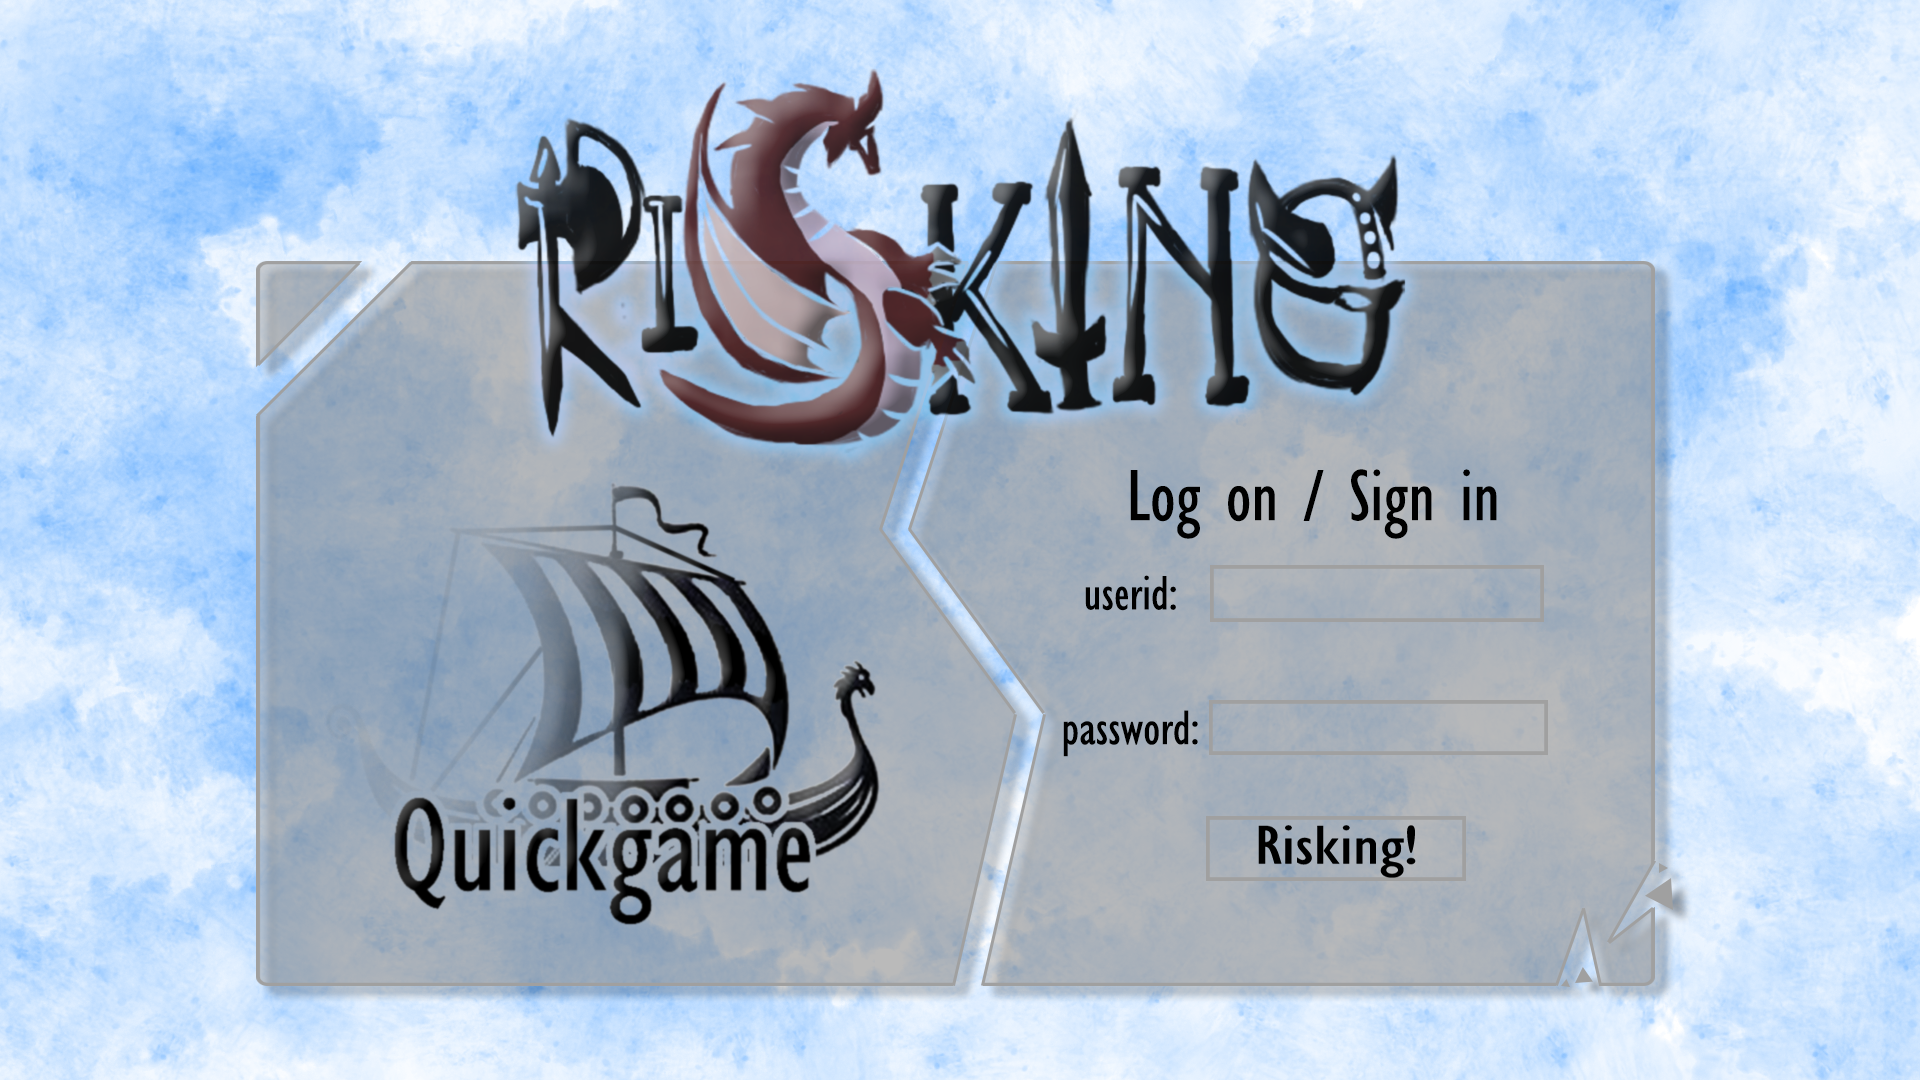 RISKING
Log on / Sign in
userid:
password:
Quickgame
Risking!